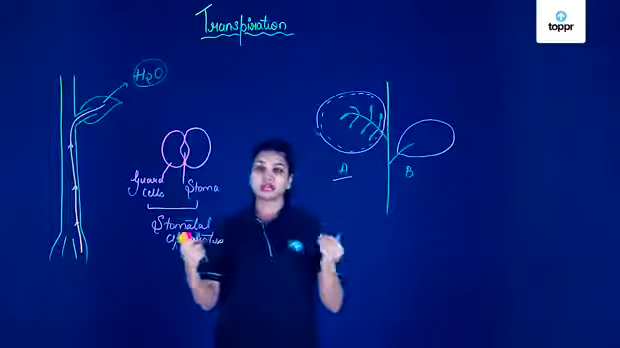 Transpiration
toppr
H₂O
Guard
Cells
Stoma
Stomatal
A
B